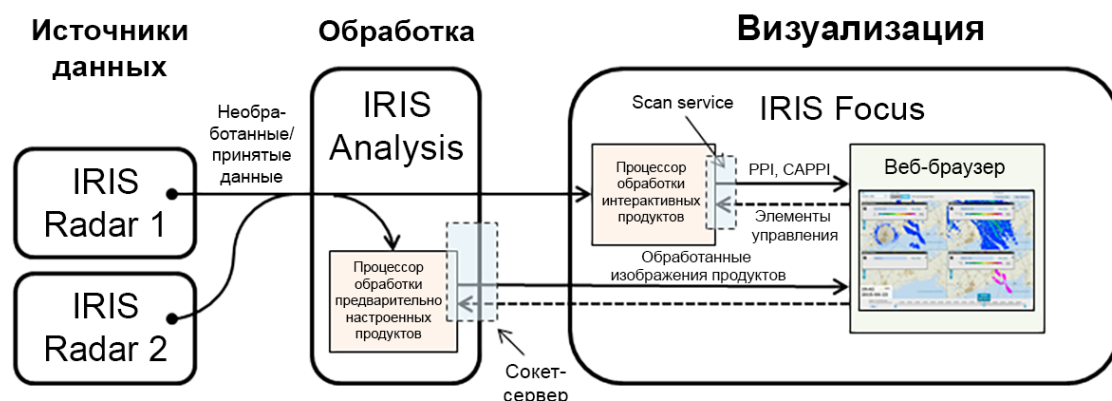 Источники
данных
Обработка
Визуализация
Необра-
ботанные/
принятые
данные
IRIS
Analysis
Scan service
IRIS Focus
IRIS
Radar 1
IRIS
Radar 2
Процессор
обработки
интерактивных
продуктов
PPI, CAPPI
Элементы
управления
Веб-браузер
Процессор
обработки
предварительно
настроенных
продуктов
Обработанные
изображения продуктов
Сокет-
сервер